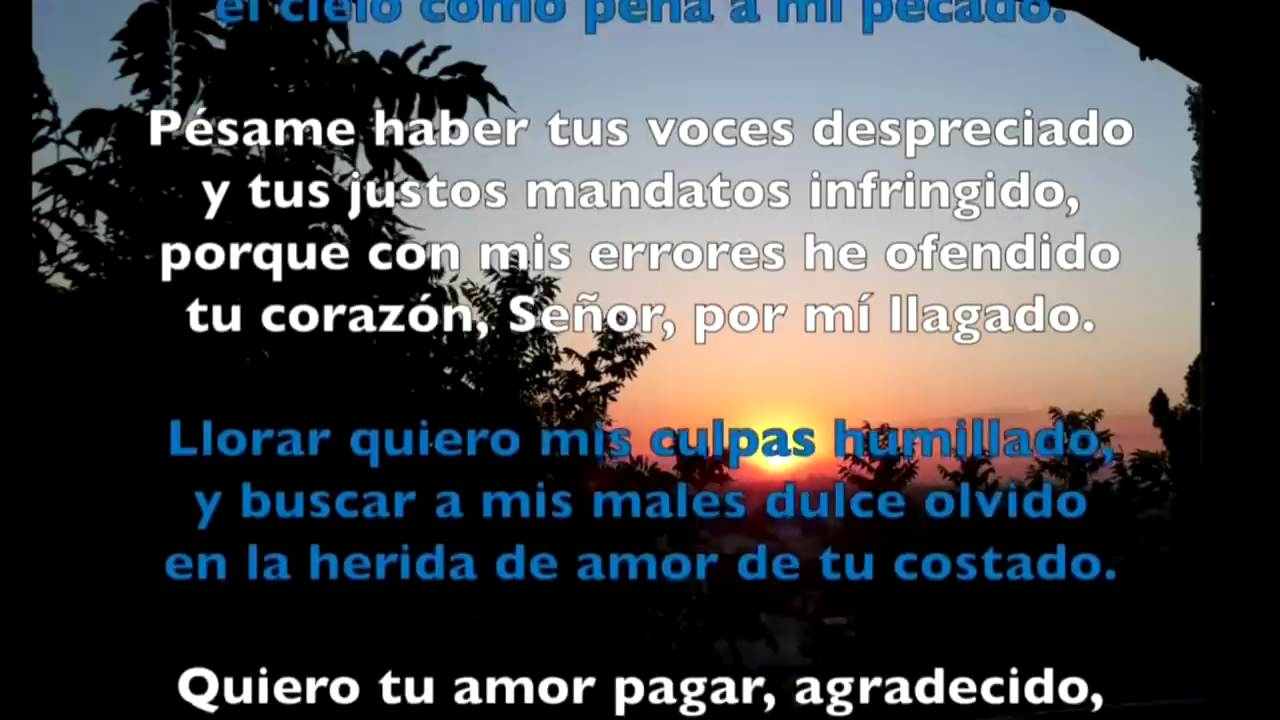 el cielo como pena a mi pecado.
Pésame haber tus voces despreciado
y tus justos mandatos infringido,
porque con mis errores he ofendido
tu corazón, Señor, por mí llagado.
Llorar quiero mis culpas humillado,
y buscar a mis males dulce olvido
en la herida de amor de tu costado.
Quiero tu amor pagar, agradecido,